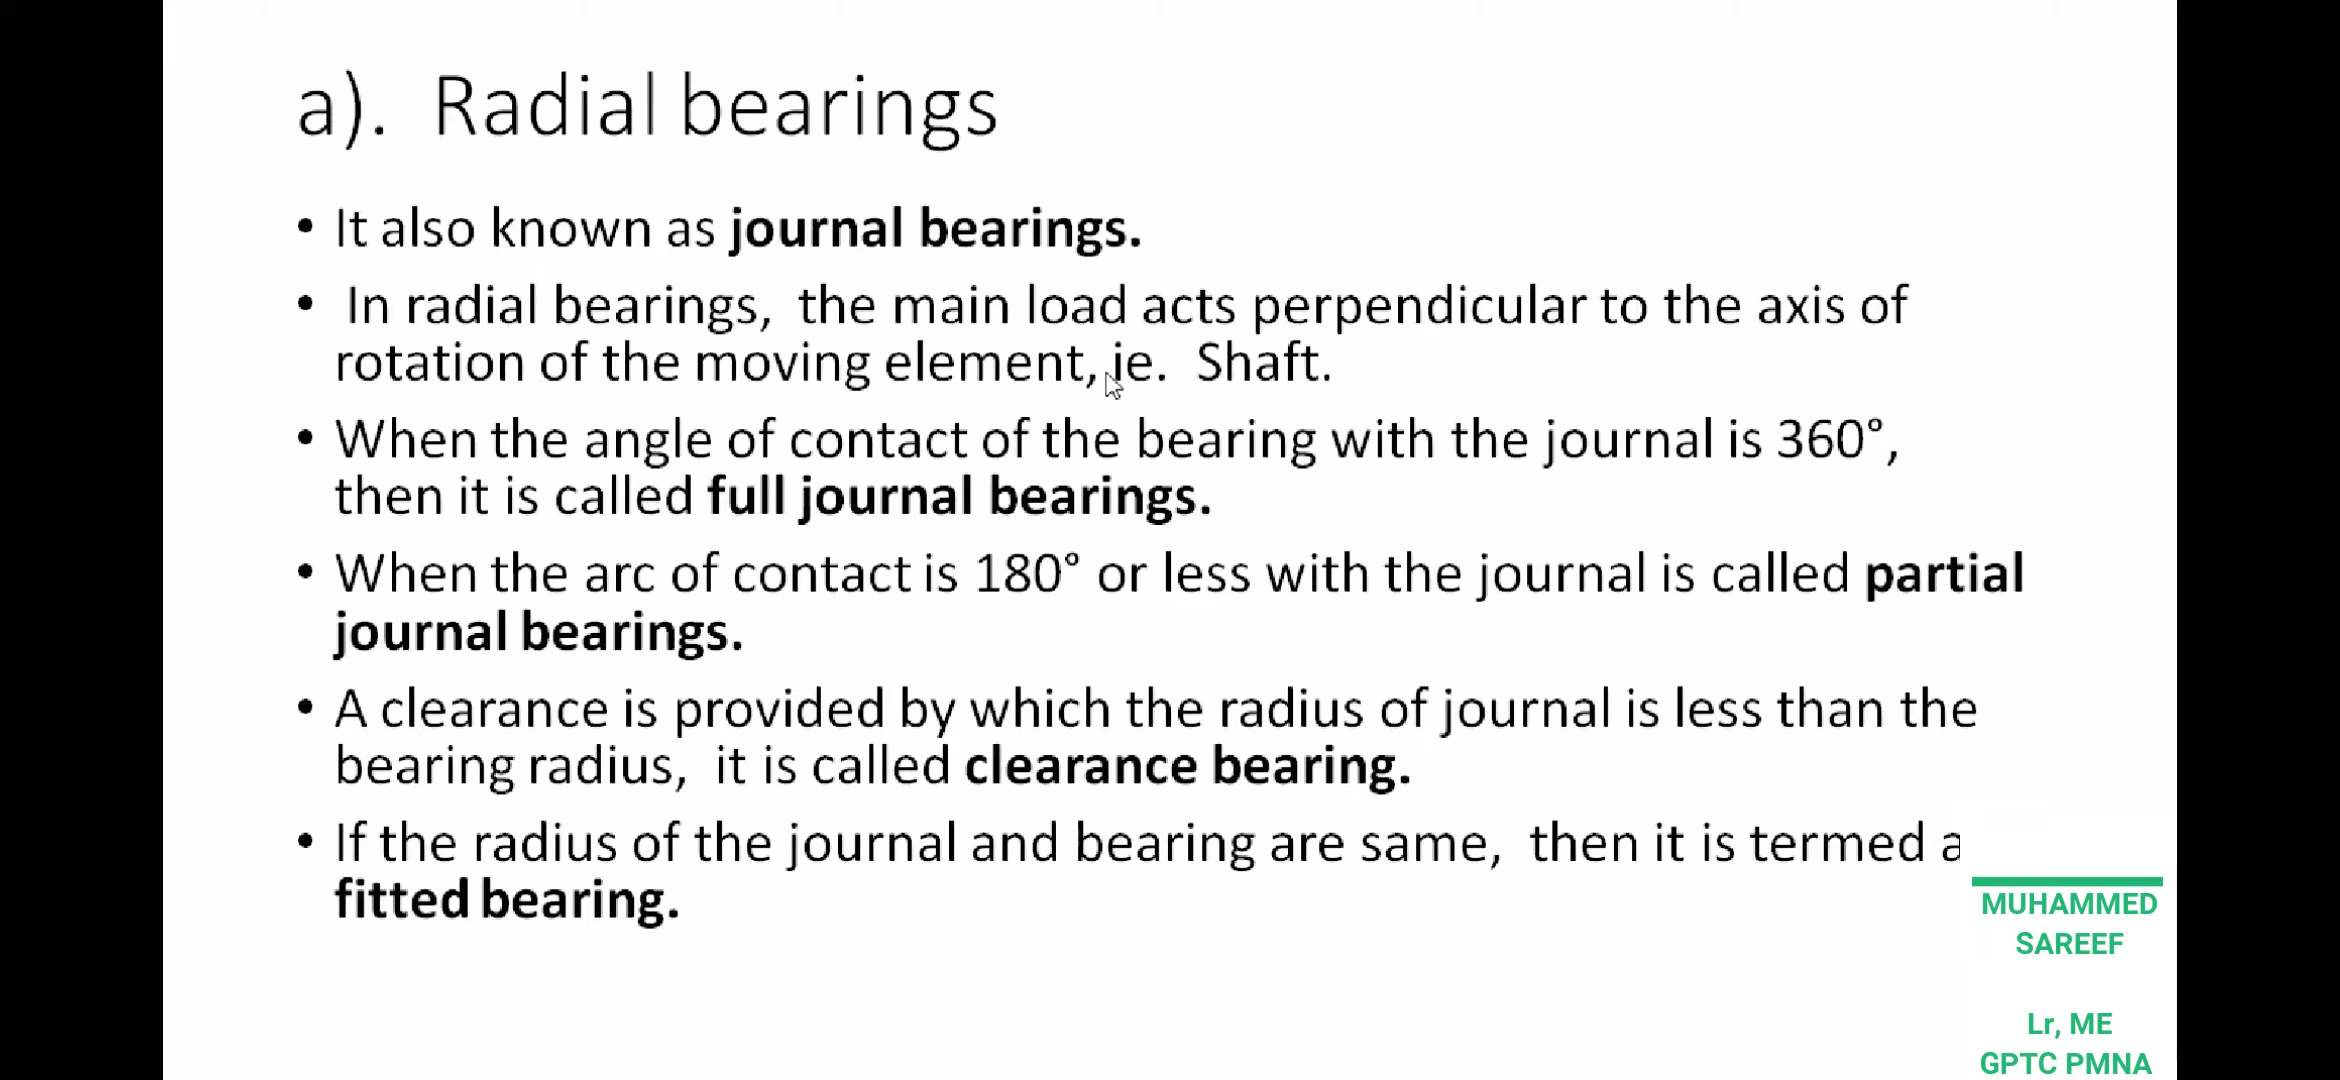 a). Radial bearings
• It also known as journal bearings.
• In radial bearings, the main load acts perpendicular to the axis of
rotation of the moving element, ie. Shaft.
• When the angle of contact of the bearing with the journal is 360°,
then it is called full journal bearings.
• When the arc of contact is 180° or less with the journal is called partial
journal bearings.
• A clearance is provided by which the radius of journal is less than the
bearing radius, it is called clearance bearing.
• If the radius of the journal and bearing are same, then it is termed a
fitted bearing.
MUHAMMED
SAREEF
Lr, ME
GPTC PMNA